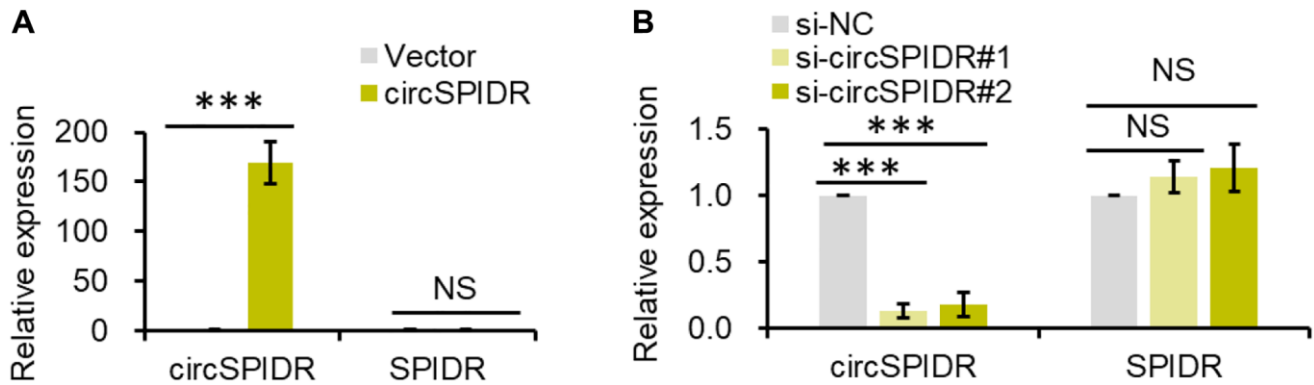 A
Vector
circSPIDR
***
Relative expression
200
150
100
50
0
NS
circSPIDR
SPIDR
B
si-NC
si-circSPIDR#1
si-circSPIDR#2
NS
NS
***
***
Relative expression
1.5
1.0
0.5
0.0
circSPIDR
SPIDR